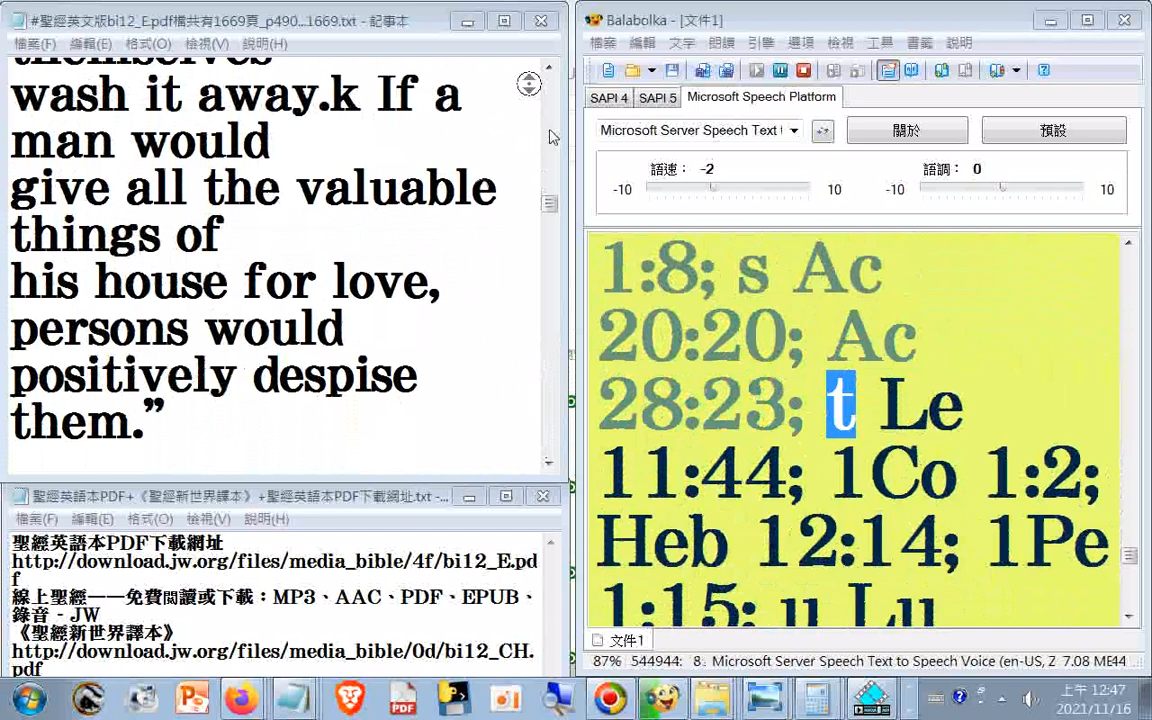 #聖經英文版bi12_E.pdf檔共有1669頁_p490...1669.txt - 記事本
檔案(F) 編輯(E) 格式(O) 檢視(V) 說明(H)
themselves
wash it away.k If a
man would
give all the valuable
things of
his house for love,
persons would
positively despise
them.”
聖經英語本PDF+《聖經新世界譯本》+聖經英語本PDF下載網址.txt - ...
檔案(F) 編輯(E) 格式(O) 檢視(V) 說明(H)
聖經英語本PDF下載網址
http://download.jw.org/files/media_bible/4f/bi12_E.pd
f
線上聖經——免費閱讀或下載：MP3、AAC、PDF、EPUB、
錄音 - JW
《聖經新世界譯本》
http://download.jw.org/files/media_bible/0d/bi12_CH.
pdf
Balabolka - [文件1]
檔案 編輯 文字 朗讀 引擎 選項 檢視 工具 書籤 說明
SAPI 4 SAPI 5 Microsoft Speech Platform
Microsoft Server Speech Text 關於 預設
語速： -2 語調： 0
-10 10 -10 10
1:8; s Ac
20:20; Ac
28:23; t Le
11:44; 1Co 1:2;
Heb 12:14; 1Pe
1:15; u Lu
文件1
87% 544944: 8. Microsoft Server Speech Text to Speech Voice (en-US, Z 7.08 ME44
PDF
上午 12:47
2021/11/16